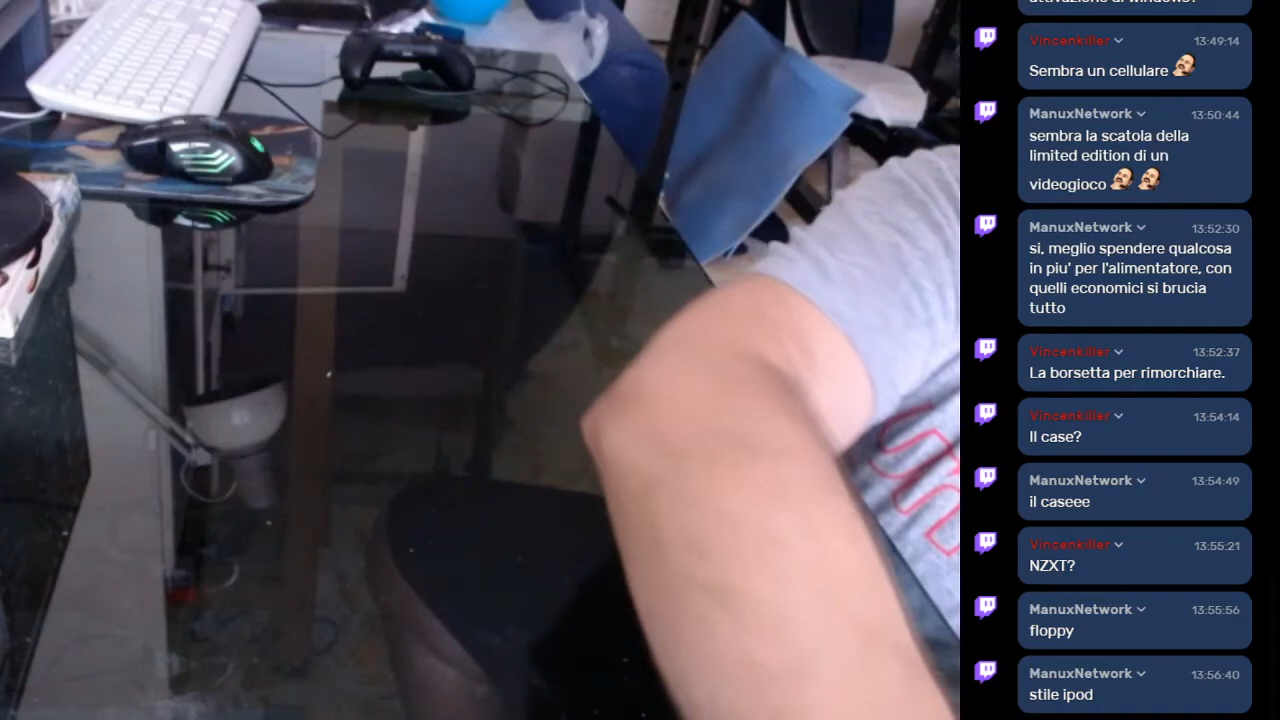 attivazione di windows?
Vincenkiller
13:49:14
Sembra un cellulare
ManuxNetwork
13:50:44
sembra la scatola della
limited edition di un
videogioco
ManuxNetwork
13:52:30
si, meglio spendere qualcosa
in piu' per l'alimentatore, con
quelli economici si brucia
tutto
Vincenkiller
13:52:37
La borsetta per rimorchiare.
Vincenkiller
13:54:14
Il case?
ManuxNetwork
13:54:49
il caseee
Vincenkiller
13:55:21
NZXT?
ManuxNetwork
13:55:56
floppy
ManuxNetwork
13:56:40
stile ipod